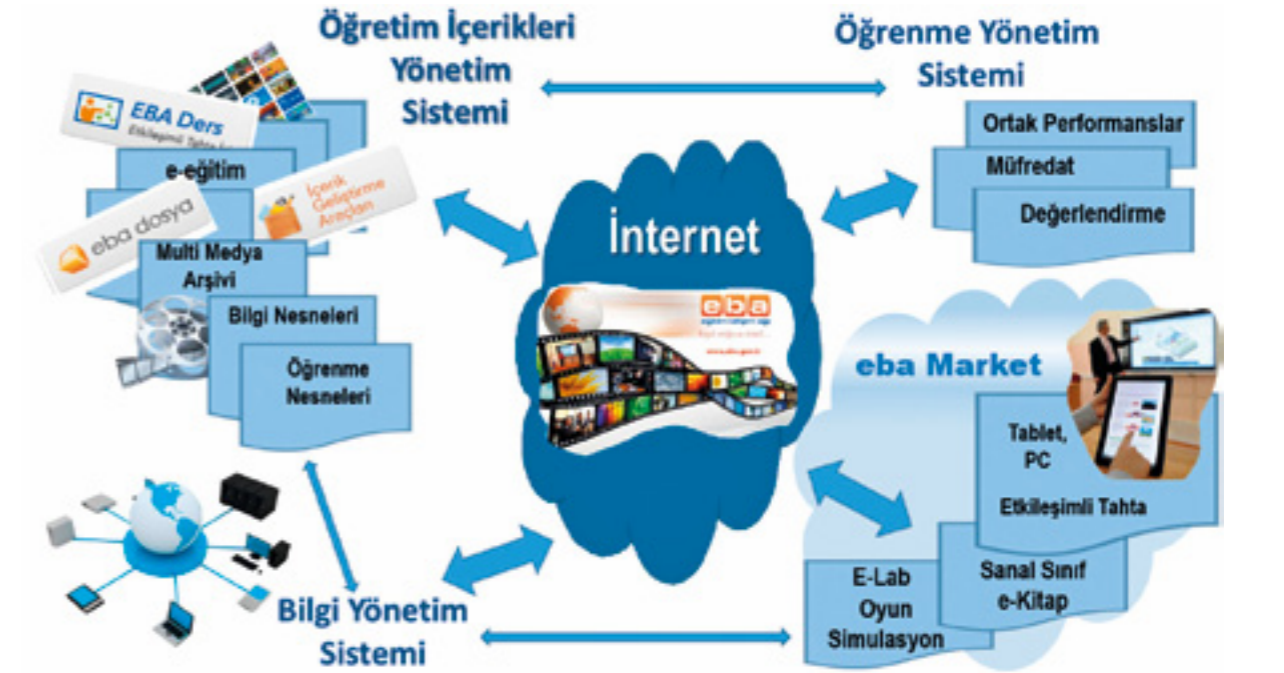 Öğretim İçerikleri
Yönetim
Sistemi
Öğrenme Yönetim
Sistemi
EBA Ders
Etkileşimli Tahta
e-eğitim
İçerik
Geliştirme
Araçları
eba dosya
Multi Medya
Arşivi
Bilgi Nesneleri
Öğrenme
Nesneleri
İnternet
eba
Ortak Performanslar
Müfredat
Değerlendirme
eba Market
Tablet,
PC
Etkileşimli Tahta
Sanal Sınıf
e-Kitap
E-Lab
Oyun
Simulasyon
Bilgi Yönetim
Sistemi